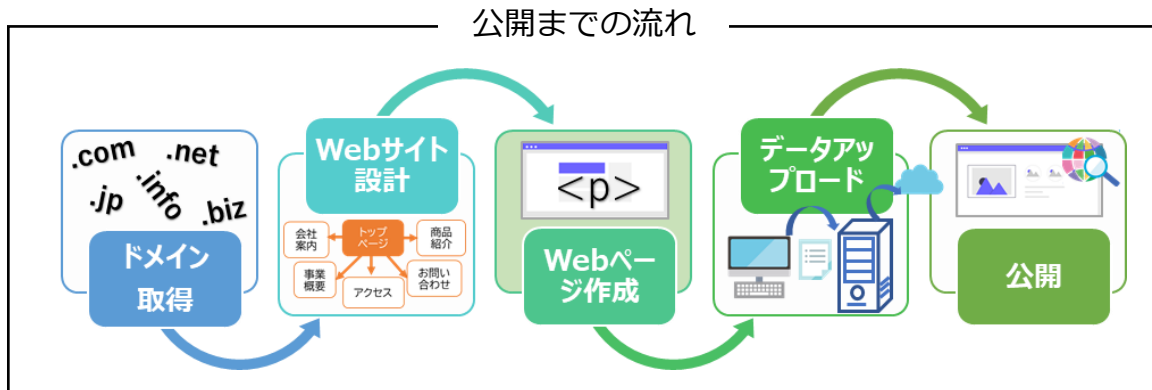 公開までの流れ
.com
.net
.jp
.info
.biz
ドメイン
取得
Webサイト
設計
会社
案内
トップ
ページ
商品
紹介
事業
概要
アクセス
お問い
合わせ
<p>
Webペー
ジ作成
データアッ
プロード
公開